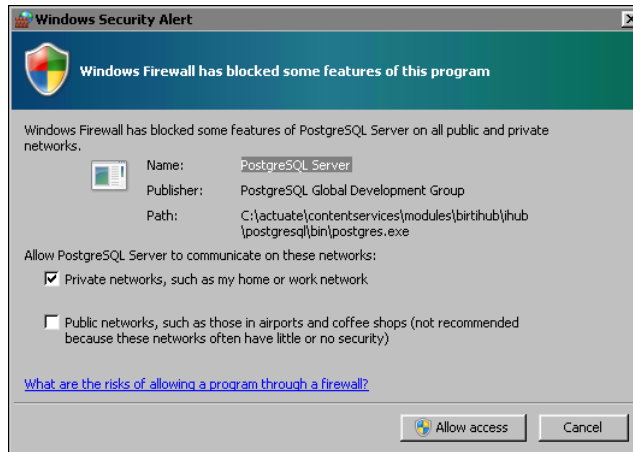 Windows Security Alert
Windows Firewall has blocked some features of this program
Windows Firewall has blocked some features of PostgreSQL Server on all public and private
networks.
Name: PostgreSQL Server
Publisher: PostgreSQL Global Development Group
Path: C:\actuate\contentservices\modules\birtihub\ihub
\postgresql\bin\postgres.exe
Allow PostgreSQL Server to communicate on these networks:
Private networks, such as my home or work network
Public networks, such as those in airports and coffee shops (not recommended
because these networks often have little or no security)
What are the risks of allowing a program through a firewall?
Allow access Cancel